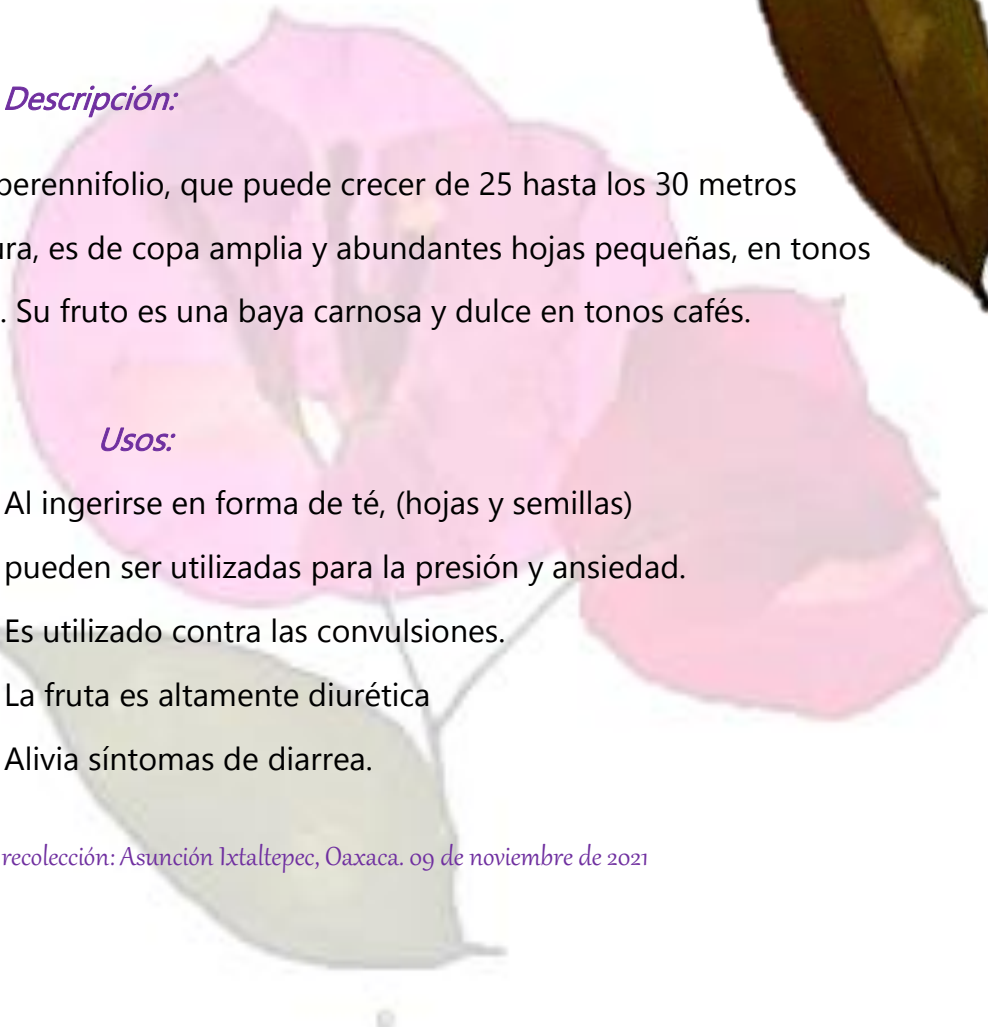 Descripción:
perennifolio, que puede crecer de 25 hasta los 30 metros
ura, es de copa amplia y abundantes hojas pequeñas, en tonos
. Su fruto es una baya carnosa y dulce en tonos cafés.
Usos:
Al ingerirse en forma de té, (hojas y semillas)
pueden ser utilizadas para la presión y ansiedad.
Es utilizado contra las convulsiones.
La fruta es altamente diurética
Alivia síntomas de diarrea.
recolección: Asunción Ixtaltepec, Oaxaca. 09 de noviembre de 2021